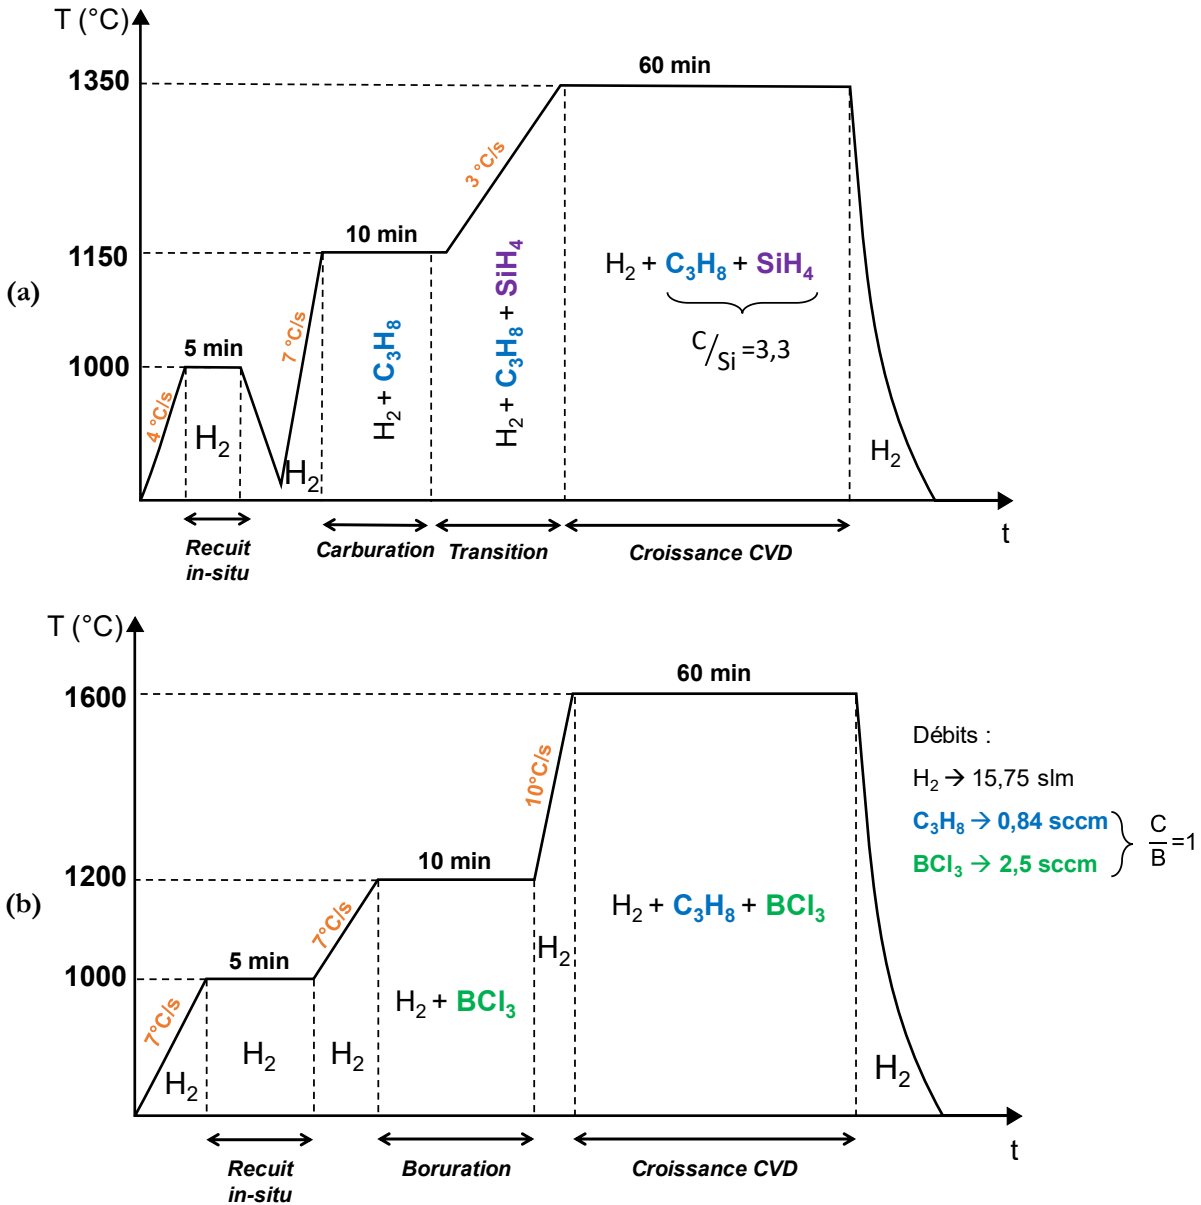 T (°C)
1350
60 min
3 °C/s
10 min
1150
(a)
7 °C/s
H₂ + C₃H₈
H₂ + C₃H₈ + SiH₄
H₂ + C₃H₈ + SiH₄
C/Si =3,3
5 min
1000
4 °C/s
H₂
H₂
H₂
t
Recuit
in-situ
Carburation
Transition
Croissance CVD
T (°C)
1600
60 min
10°C/s
Débits :
H₂ → 15,75 slm
C₃H₈ → 0,84 sccm
BCl₃ → 2,5 sccm
C/B =1
10 min
1200
(b)
7°C/s
H₂ + C₃H₈ + BCl₃
H₂
5 min
1000
H₂ + BCl₃
7°C/s
H₂
H₂
H₂
H₂
t
Recuit
in-situ
Boruration
Croissance CVD